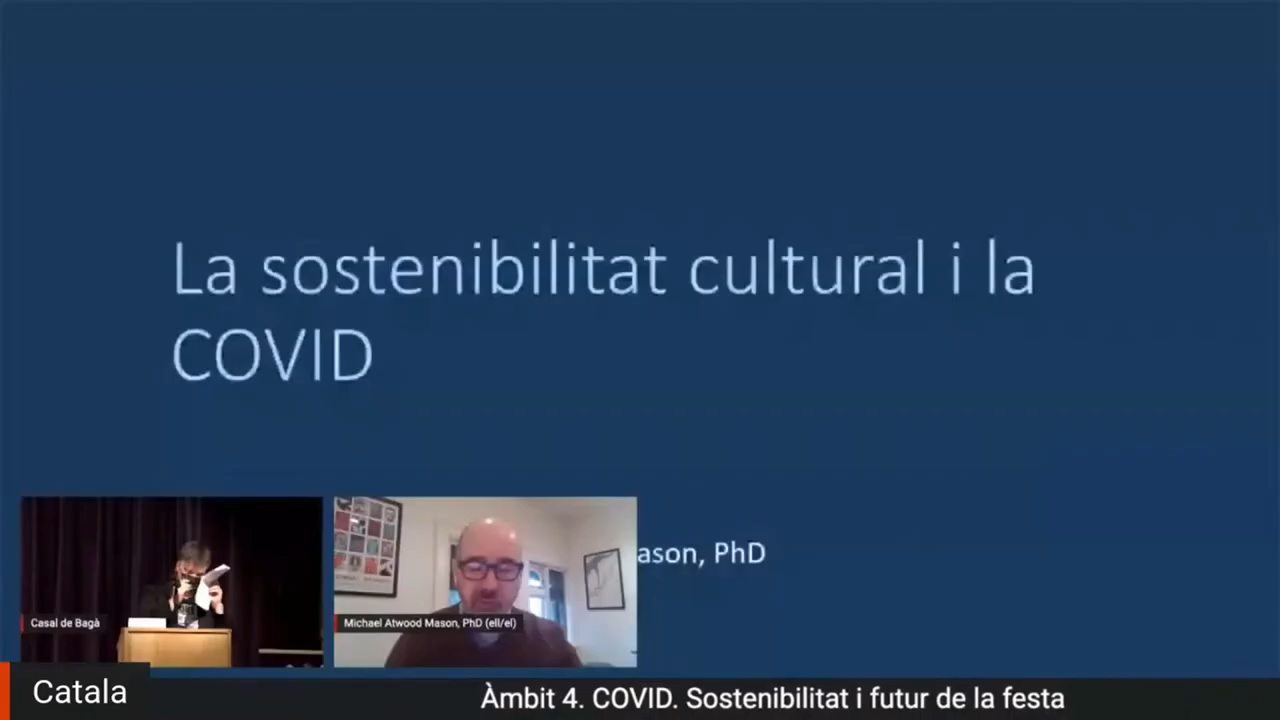 La sostenibilitat cultural i la
COVID
ason, PhD
Casal de Bagà
Michael Atwood Mason, PhD (ell/el)
Catala
Àmbit 4. COVID. Sostenibilitat i futur de la festa